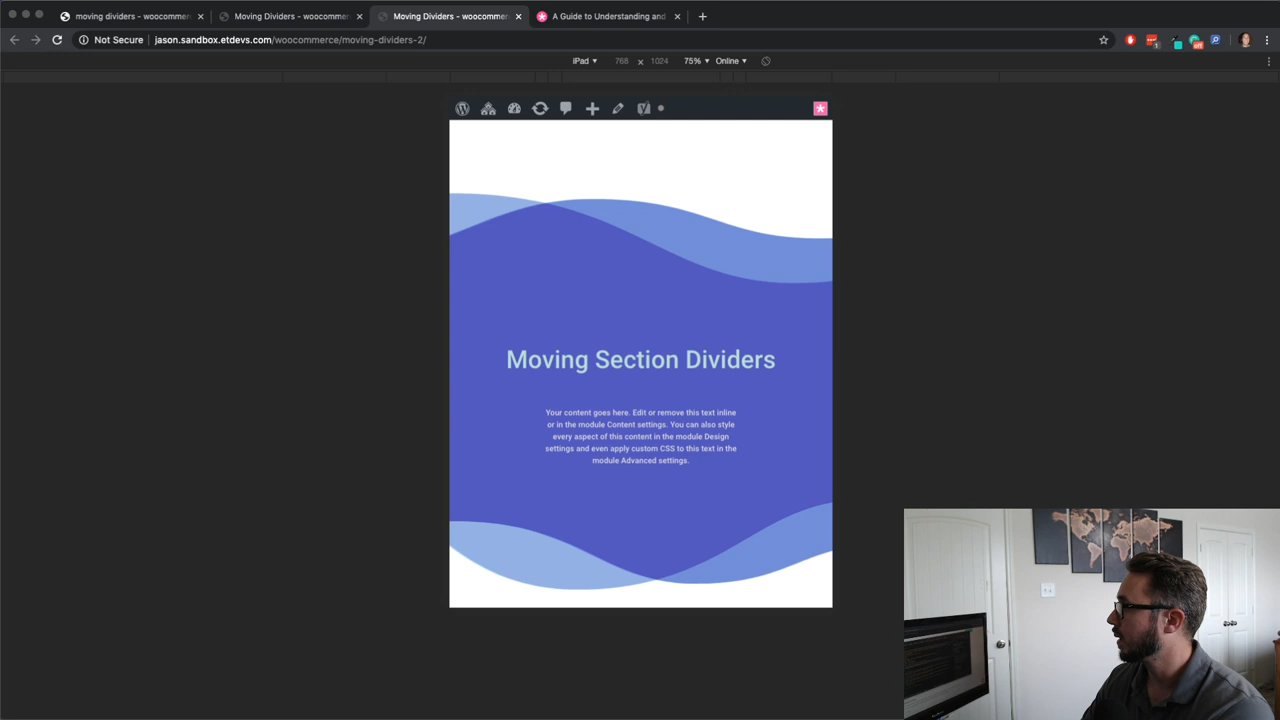 moving dividers - woocommer
Moving Dividers - woocommer
Moving Dividers - woocommer
A Guide to Understanding and
Not Secure
jason.sandbox.etdevs.com/woocommerce/moving-dividers-2/
off
iPad 768 × 1024 75% Online
Moving Section Dividers
Your content goes here. Edit or remove this text inline
or in the module Content settings. You can also style
every aspect of this content in the module Design
settings and even apply custom CSS to this text in the
module Advanced settings.